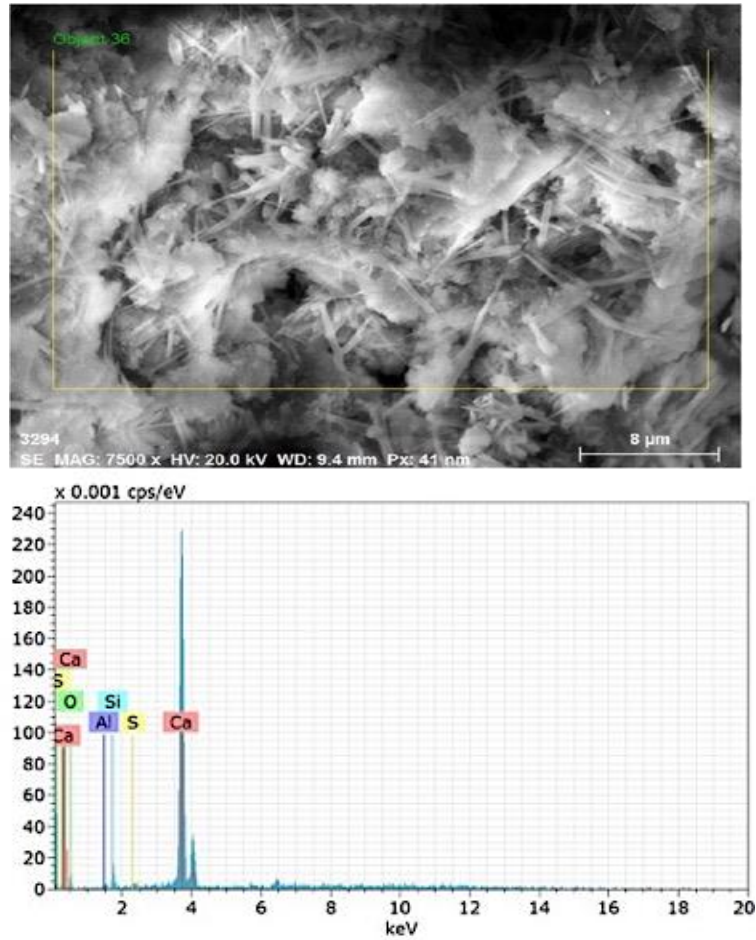 Object 36
8 µm
3294
SE MAG: 7500 x HV: 20.0 kV WD: 9.4 mm Px: 41 nm
x 0.001 cps/eV
240
220
200
180
160
140
120
100
80
60
40
20
0
Ca
S
O Si
Al S Ca
Ca
2 4 6 8 10 12 14 16 18 20
keV